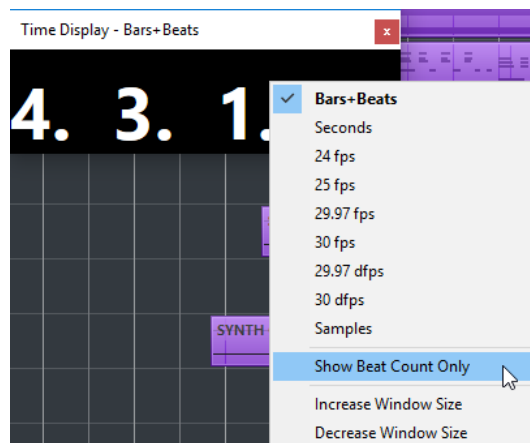 Time Display - Bars+Beats
x
4. 3. 1.
Bars+Beats
Seconds
24 fps
25 fps
29.97 fps
30 fps
29.97 dfps
30 dfps
Samples
SYNTH
Show Beat Count Only
Increase Window Size
Decrease Window Size